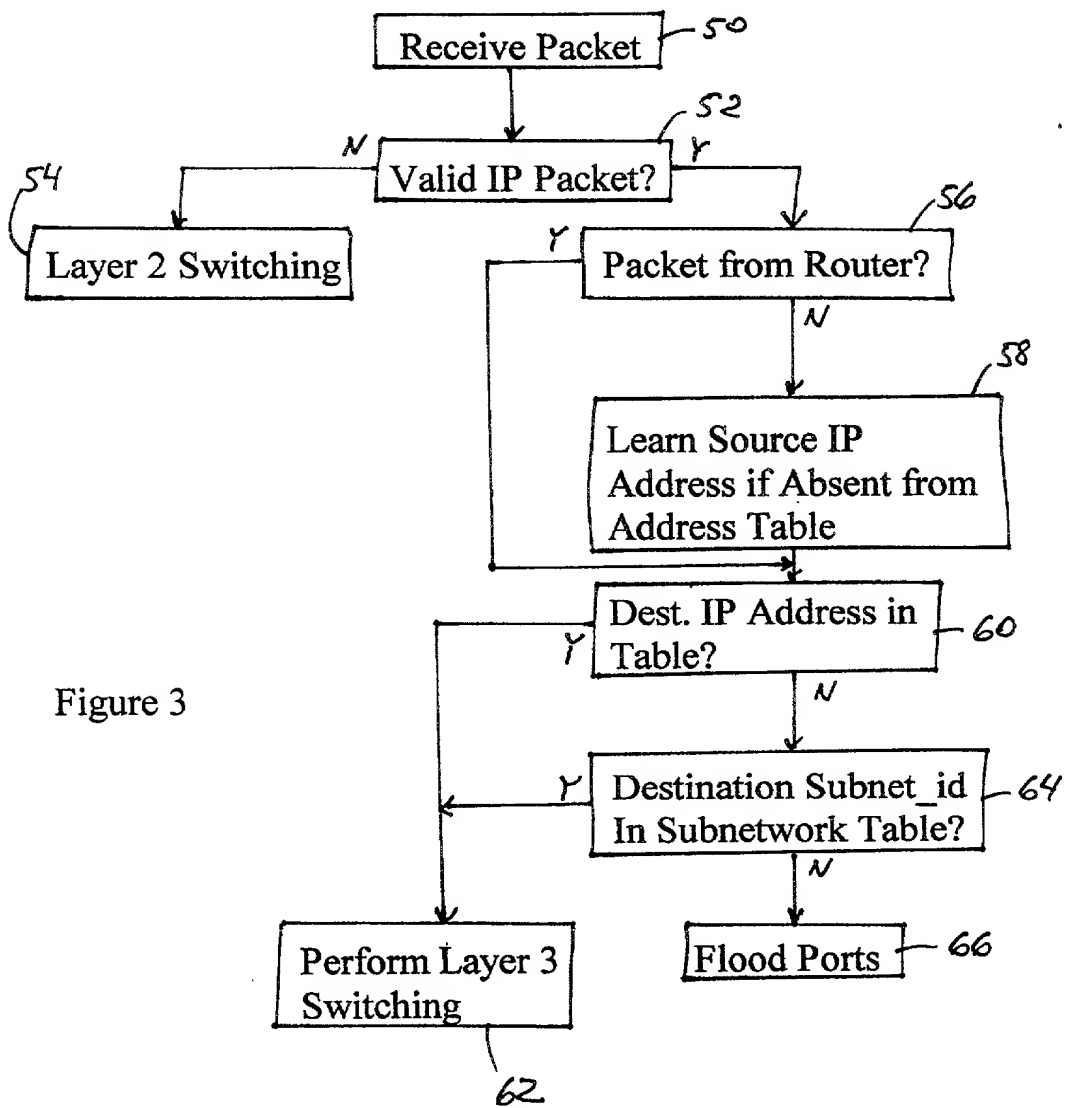 Receive Packet
50
52
N
Valid IP Packet?
Y
54
Layer 2 Switching
56
Y
Packet from Router?
N
58
Learn Source IP
Address if Absent from
Address Table
Dest. IP Address in
Table?
60
Y
N
Figure 3
Y
Destination Subnet_id
In Subnetwork Table?
64
N
Perform Layer 3
Switching
Flood Ports
66
62